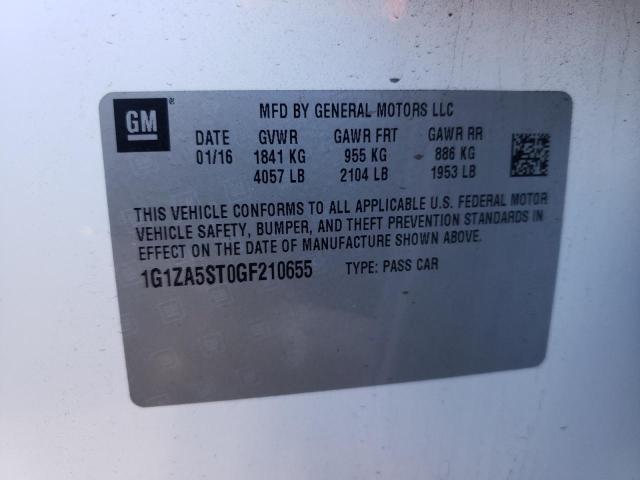 GM ® MFD BY GENERAL MOTORS LLC
DATE GVWR GAWR FRT GAWR RR
01/16 1841 KG 955 KG 886 KG
4057 LB 2104 LB 1953 LB
THIS VEHICLE CONFORMS TO ALL APPLICABLE U.S. FEDERAL MOTOR
VEHICLE SAFETY, BUMPER, AND THEFT PREVENTION STANDARDS IN
EFFECT ON THE DATE OF MANUFACTURE SHOWN ABOVE.
1G1ZA5ST0GF210655 TYPE: PASS CAR